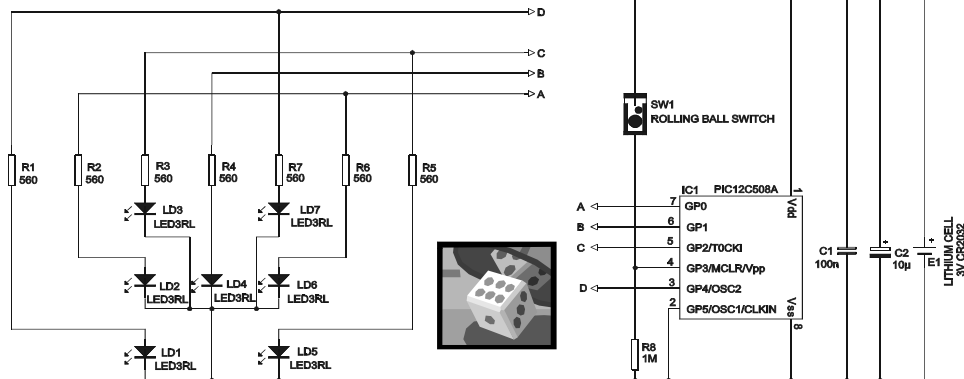 D
C
B
A
R1
560
R2
560
R3
560
R4
560
R7
560
R6
560
R5
560
LD3
LED3RL
LD7
LED3RL
LD2
LED3RL
LD4
LED3RL
LD6
LED3RL
LD1
LED3RL
LD5
LED3RL
SW1
ROLLING BALL SWITCH
IC1 PIC12C508A
A 7 GP0
B 6 GP1
C 5 GP2/T0CKI
4 GP3/MCLR/Vpp
D 3 GP4/OSC2
2 GP5/OSC1/CLKIN
1
Vdd
Vss
8
R8
1M
C1
100n
+
C2
10µ
+
E1
LITHIUM CELL
3V CR2032